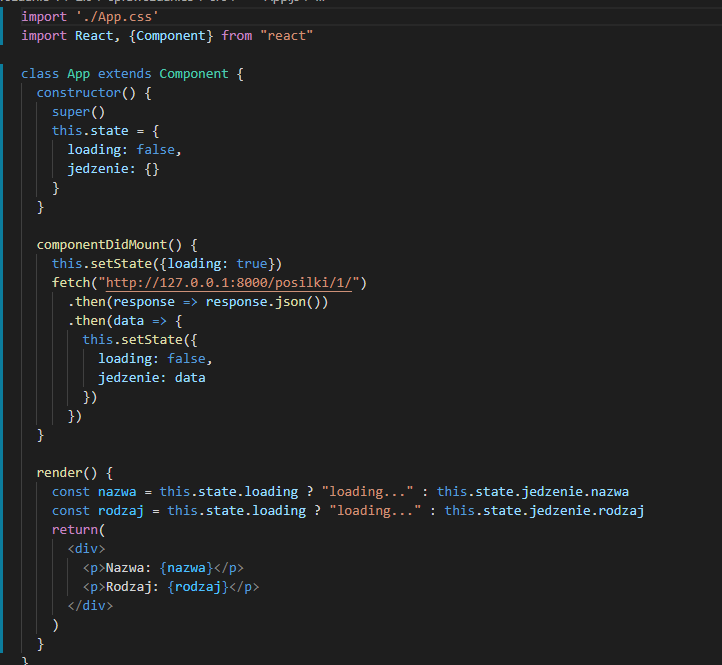 import './App.css'
import React, {Component} from "react"
class App extends Component {
constructor() {
super()
this.state = {
loading: false,
jedzenie: {}
}
}
componentDidMount() {
this.setState({loading: true})
fetch("http://127.0.0.1:8000/posilki/1/")
.then(response => response.json())
.then(data => {
this.setState({
loading: false,
jedzenie: data
})
})
}
render() {
const nazwa = this.state.loading ? "loading..." : this.state.jedzenie.nazwa
const rodzaj = this.state.loading ? "loading..." : this.state.jedzenie.rodzaj
return(
<div>
<p>Nazwa: {nazwa}</p>
<p>Rodzaj: {rodzaj}</p>
</div>
)
}
}